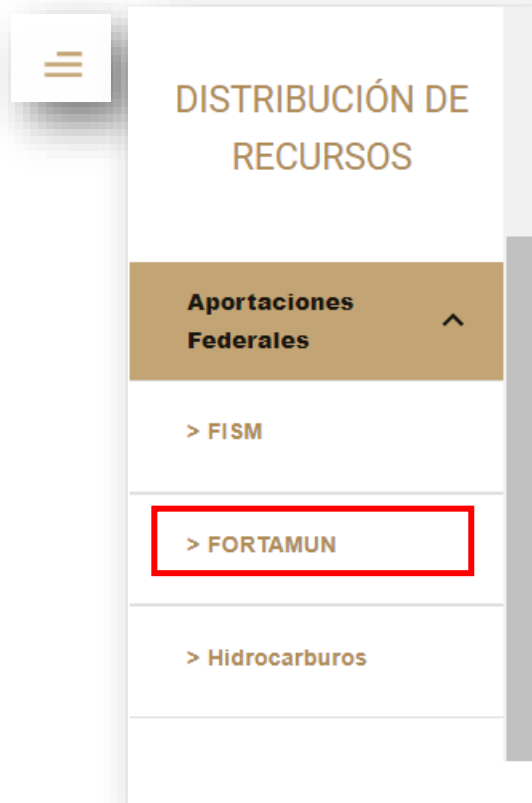 DISTRIBUCIÓN DE
RECURSOS
Aportaciones
Federales
> FISM
> FORTAMUN
> Hidrocarburos